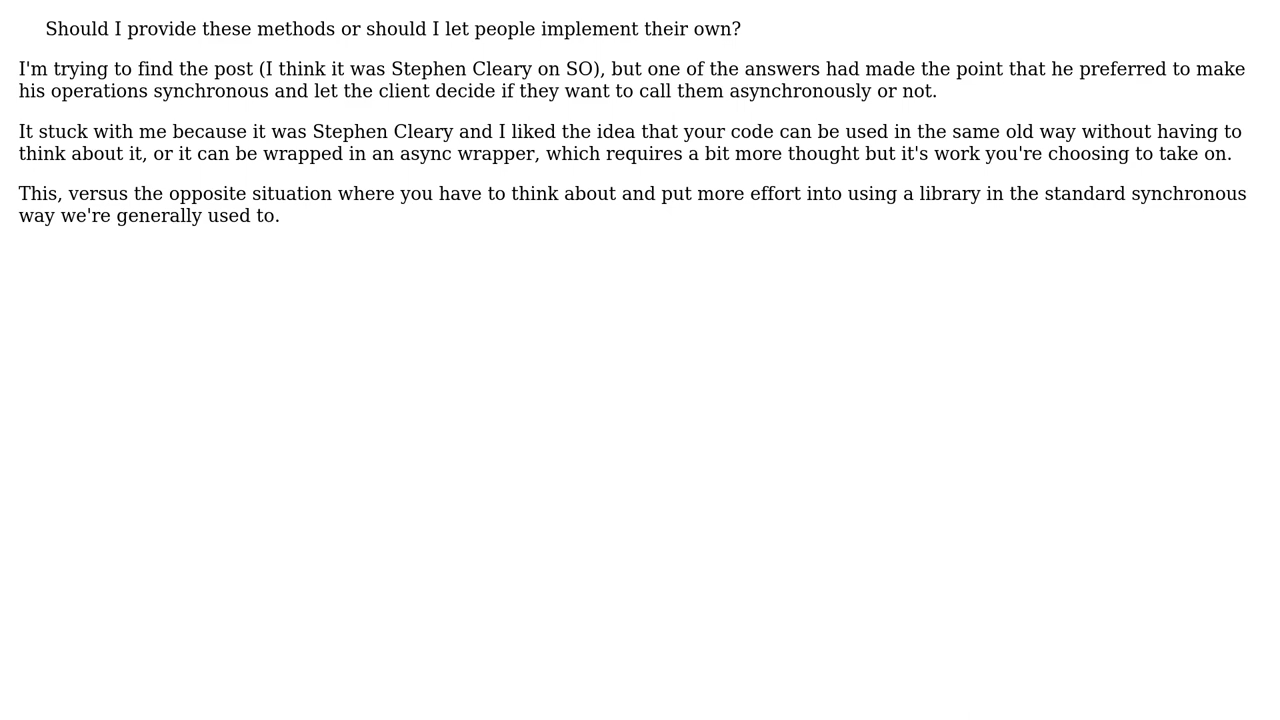 Should I provide these methods or should I let people implement their own?
I'm trying to find the post (I think it was Stephen Cleary on SO), but one of the answers had made the point that he preferred to make
his operations synchronous and let the client decide if they want to call them asynchronously or not.
It stuck with me because it was Stephen Cleary and I liked the idea that your code can be used in the same old way without having to
think about it, or it can be wrapped in an async wrapper, which requires a bit more thought but it's work you're choosing to take on.
This, versus the opposite situation where you have to think about and put more effort into using a library in the standard synchronous
way we're generally used to.